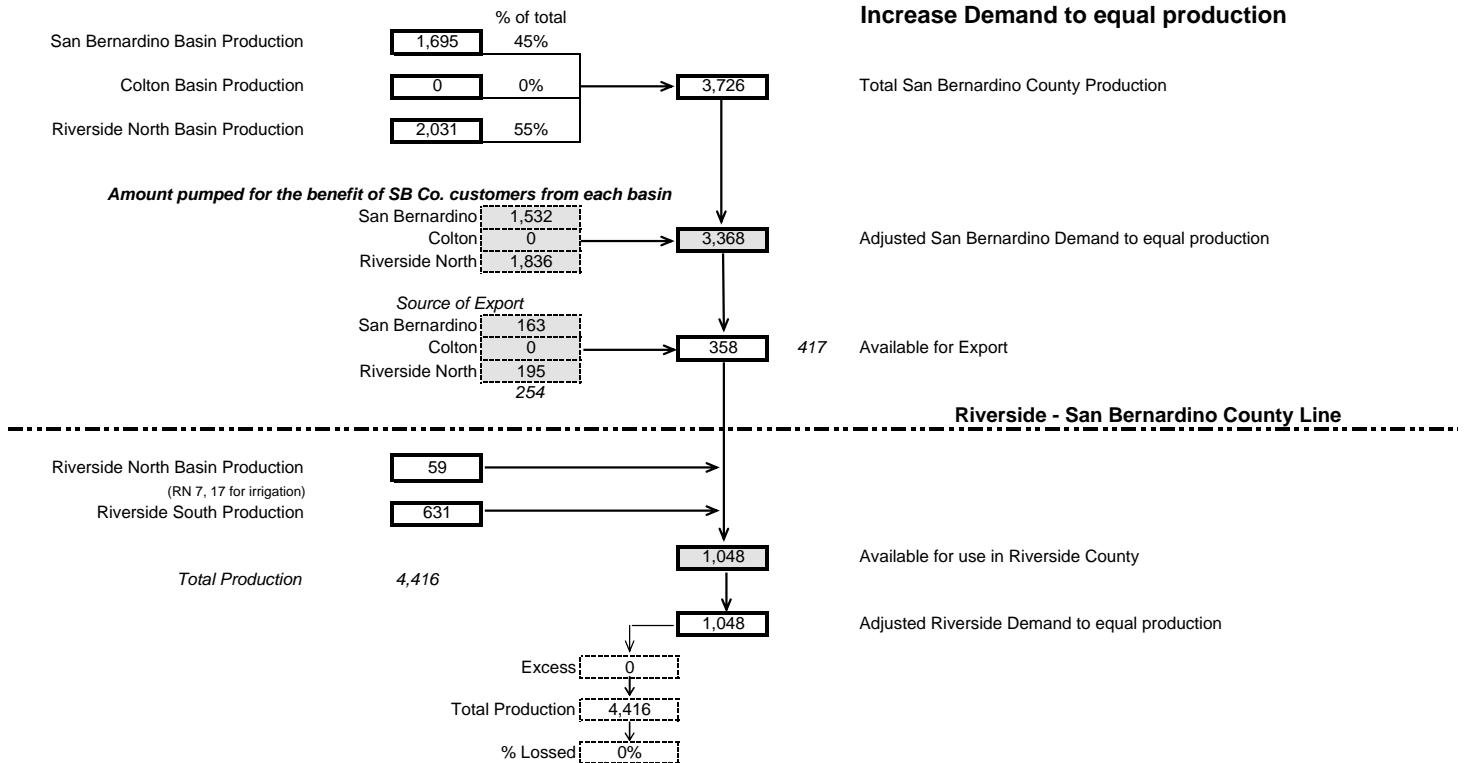 % of total
Increase Demand to equal production
San Bernardino Basin Production 1,695 45%
Colton Basin Production 0 0% 3,726 Total San Bernardino County Production
Riverside North Basin Production 2,031 55%
Amount pumped for the benefit of SB Co. customers from each basin
San Bernardino 1,532
Colton 0 3,368 Adjusted San Bernardino Demand to equal production
Riverside North 1,836
Source of Export
San Bernardino 163
Colton 0 358 417 Available for Export
Riverside North 195
254
Riverside - San Bernardino County Line
Riverside North Basin Production 59
(RN 7, 17 for irrigation)
Riverside South Production 631
1,048 Available for use in Riverside County
Total Production 4,416
1,048 Adjusted Riverside Demand to equal production
Excess 0
Total Production 4,416
% Lossed 0%